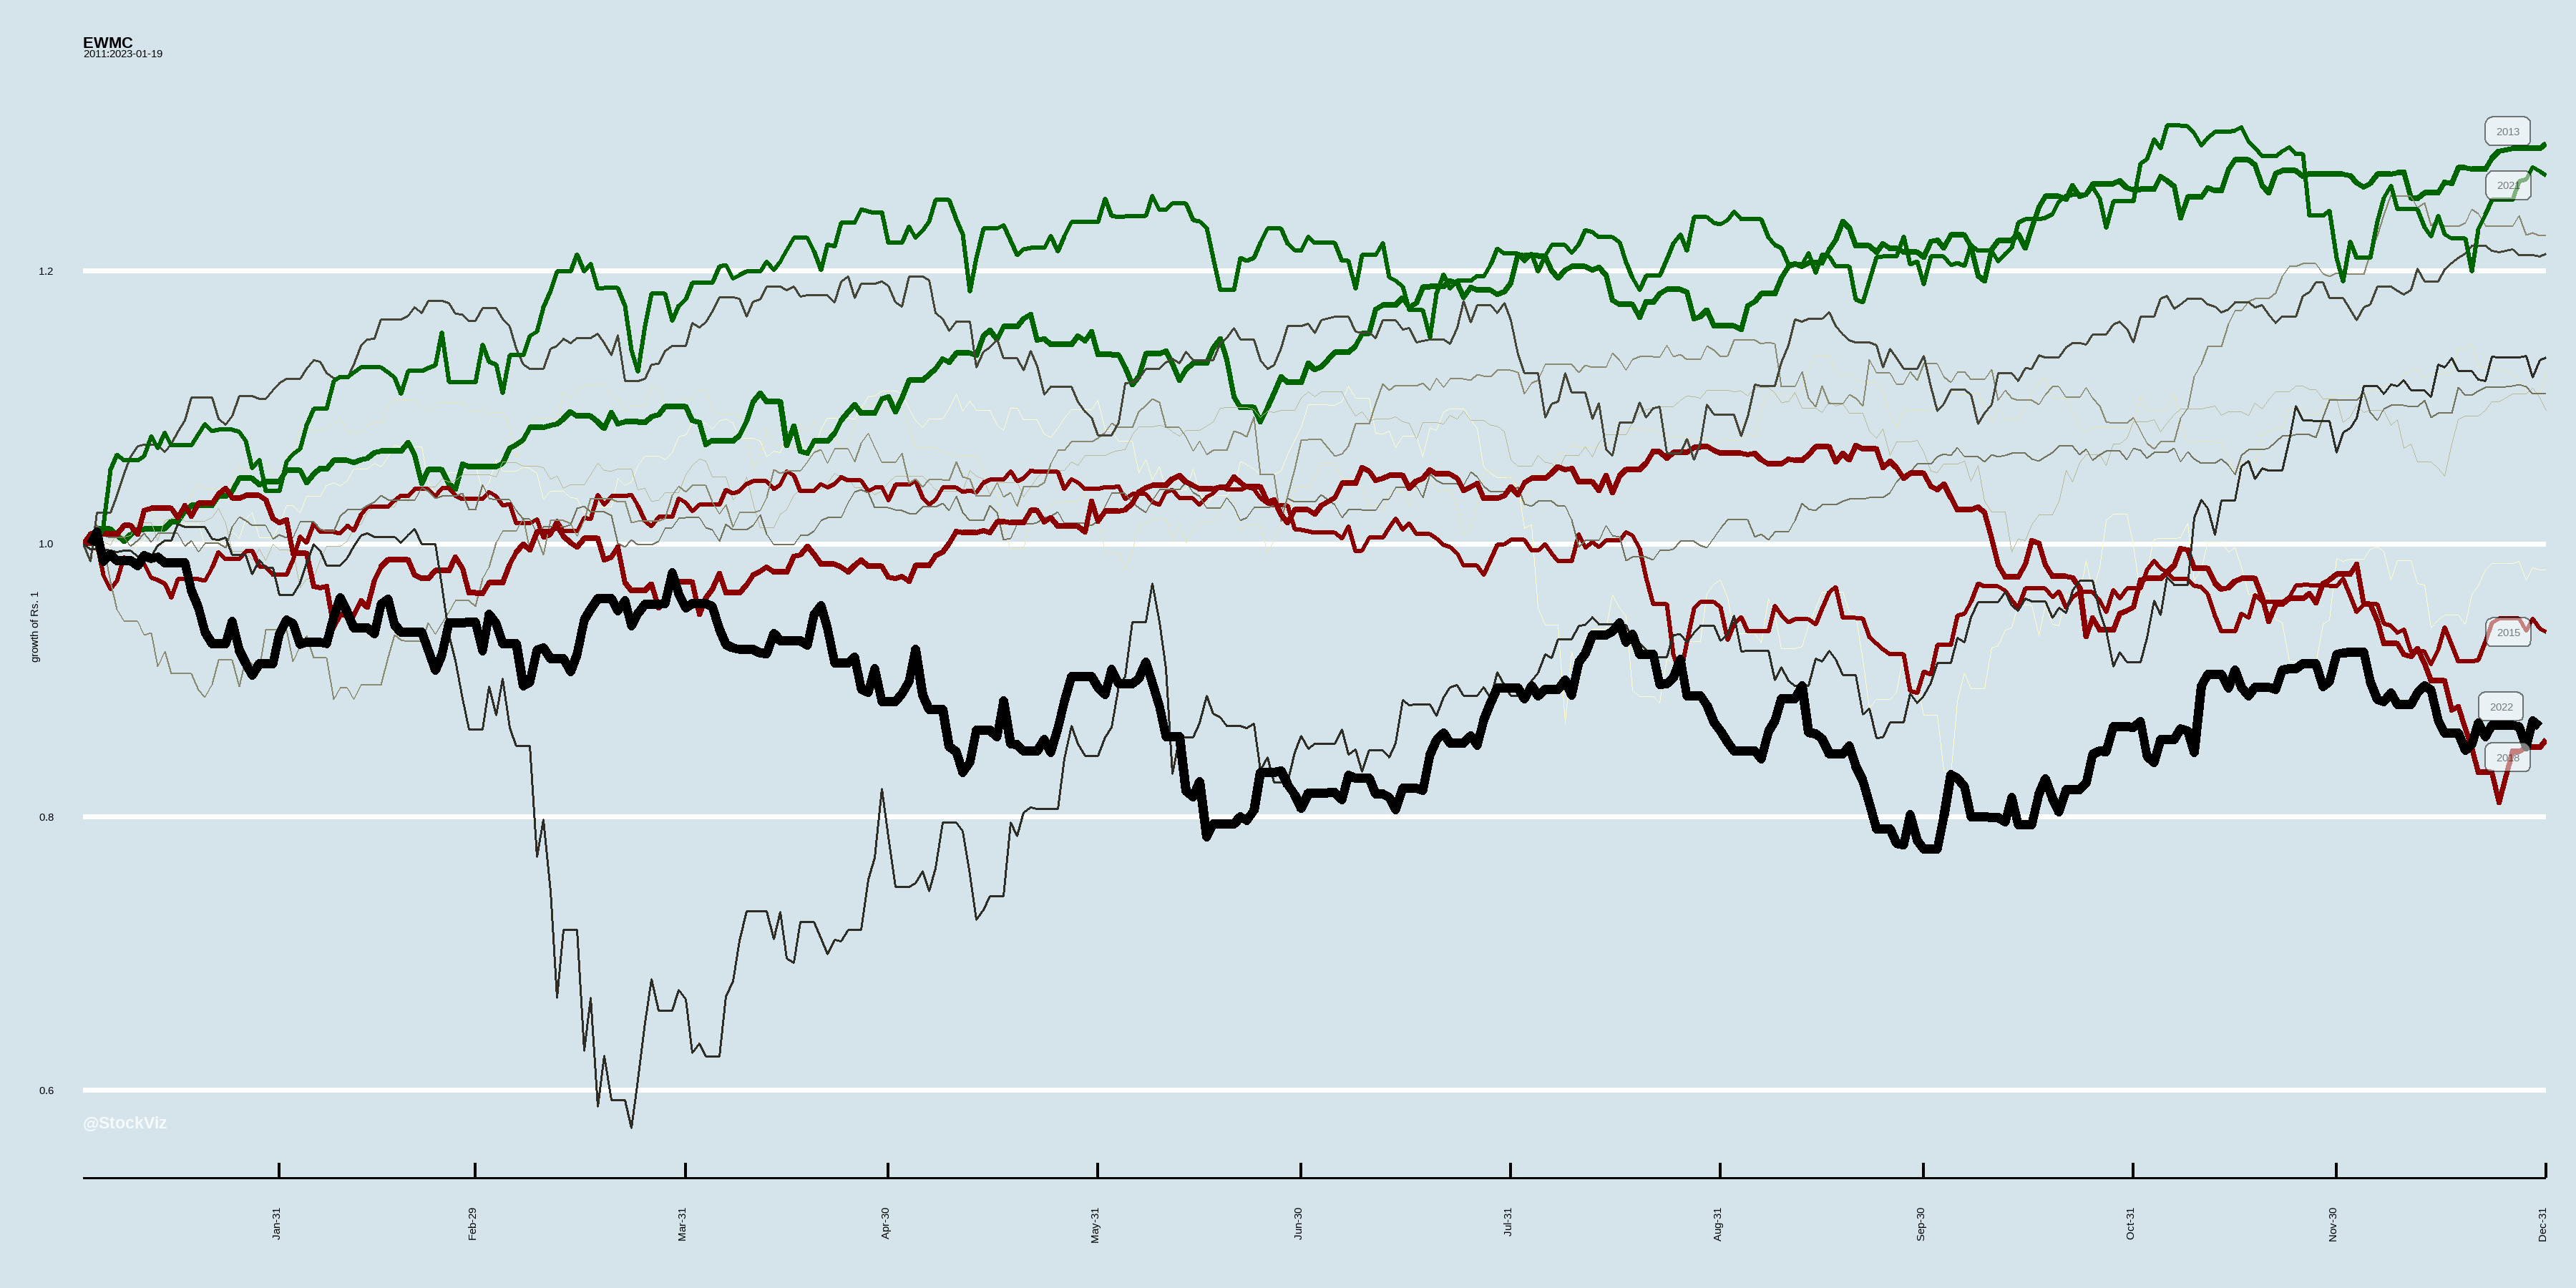 EWMC
2011:2023-01-19
2013
2021
1.2
1.0
growth of Rs. 1
2015
2022
2018
0.8
0.6
@StockViz
Jan-31
Feb-29
Mar-31
Apr-30
May-31
Jun-30
Jul-31
Aug-31
Sep-30
Oct-31
Nov-30
Dec-31